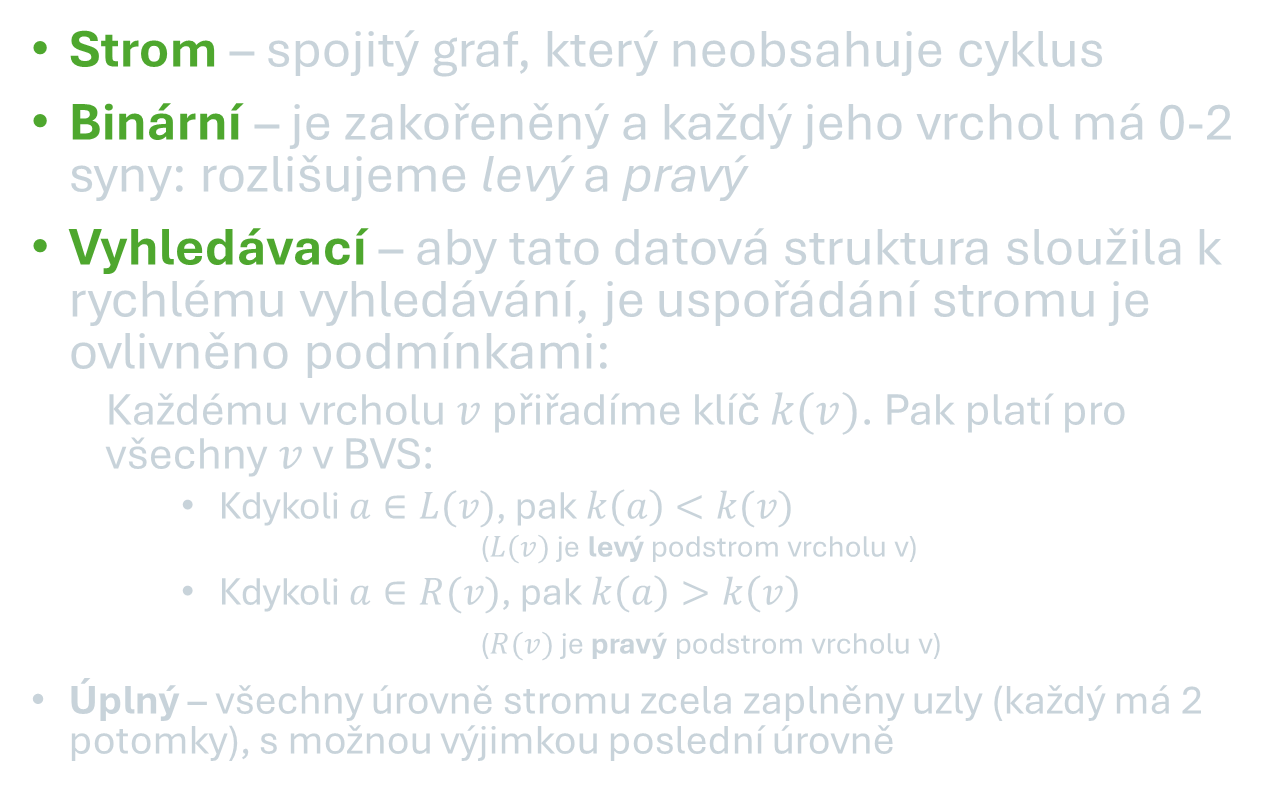 • Strom – spojitý graf, který neobsahuje cyklus
• Binární – je zakořeněný a každý jeho vrchol má 0-2
syny: rozlišujeme levý a pravý
• Vyhledávací – aby tato datová struktura sloužila k
rychlému vyhledávání, je uspořádání stromu je
ovlivněno podmínkami:
Každému vrcholu v přiřadíme klíč k(v). Pak platí pro
všechny v v BVS:
• Kdykoli a ∈ L(v), pak k(a) < k(v)
(L(v) je levý podstrom vrcholu v)
• Kdykoli a ∈ R(v), pak k(a) > k(v)
(R(v) je pravý podstrom vrcholu v)
• Úplný – všechny úrovně stromu zcela zaplněny uzly (každý má 2
potomky), s možnou výjimkou poslední úrovně